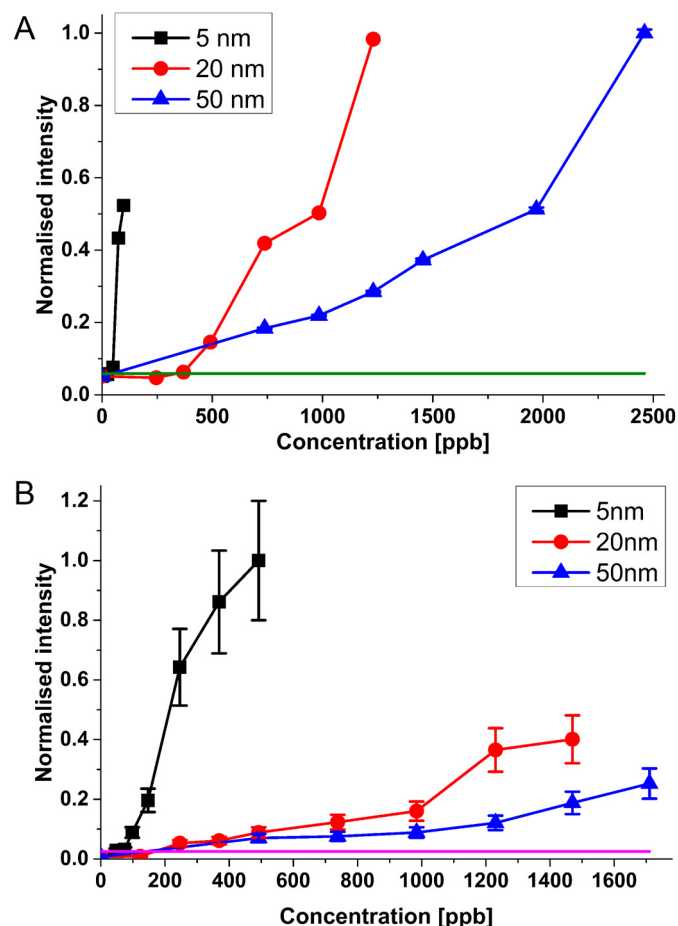 A
5 nm
20 nm
50 nm
Normalised intensity
1.0
0.8
0.6
0.4
0.2
0.0
0 500 1000 1500 2000 2500
Concentration [ppb]
B
5nm
20nm
50nm
Normalised intensity
1.2
1.0
0.8
0.6
0.4
0.2
0.0
0 200 400 600 800 1000 1200 1400 1600
Concentration [ppb]